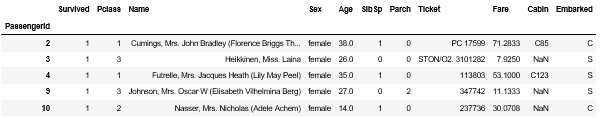 Survived Pclass Name Sex Age SibSp Parch Ticket Fare Cabin Embarked
PassengerId
2 1 1 Cumings, Mrs. John Bradley (Florence Briggs Th... female 38.0 1 0 PC 17599 71.2833 C85 C
3 1 3 Heikkinen, Miss. Laina female 26.0 0 0 STON/O2. 3101282 7.9250 NaN S
4 1 1 Futrelle, Mrs. Jacques Heath (Lily May Peel) female 35.0 1 0 113803 53.1000 C123 S
9 1 3 Johnson, Mrs. Oscar W (Elisabeth Vilhelmina Berg) female 27.0 0 2 347742 11.1333 NaN S
10 1 2 Nasser, Mrs. Nicholas (Adele Achem) female 14.0 1 0 237736 30.0708 NaN C